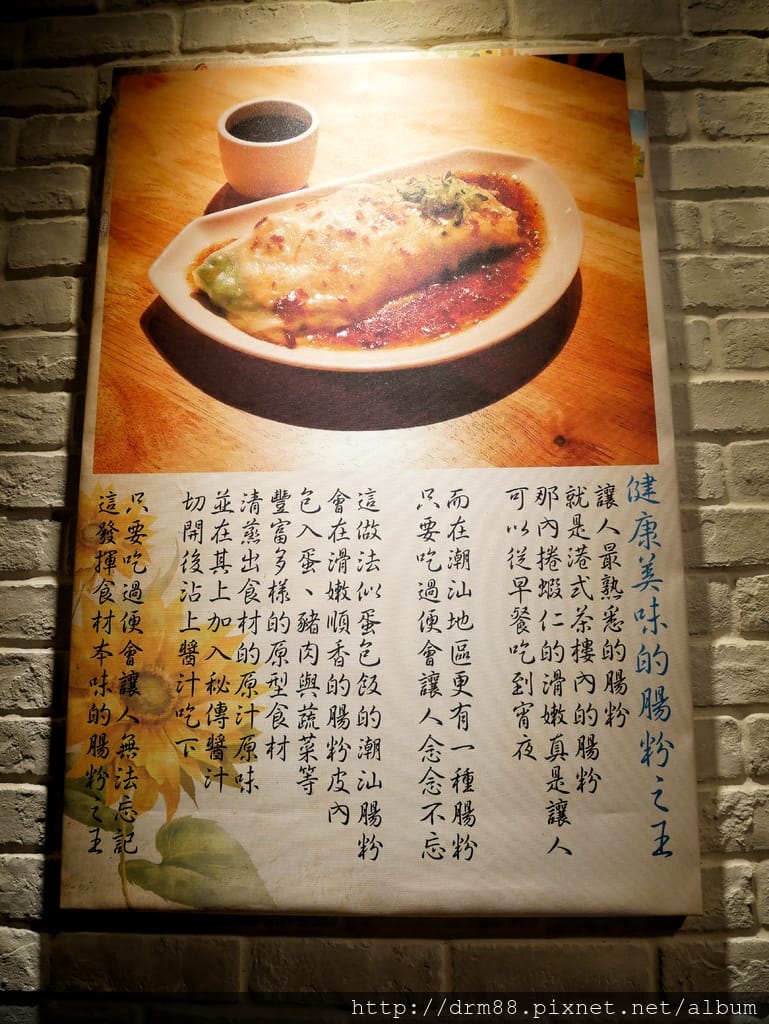 健康美味的腸粉之王
讓人最熟悉的腸粉
就是港式茶樓內的腸粉
那內捲蝦仁的滑嫩真是讓人
可以從早餐吃到宵夜
而在潮汕地區更有一種腸粉
只要吃過便會讓人念念不忘
這做法似蛋包飯的潮汕腸粉
會在滑嫩順香的腸粉皮內
包入蛋、豬肉與蔬菜等
豐富多樣的原型食材
清蒸出食材的原汁原味
並在其上加入秘傳醬汁
切開後沾上醬汁吃下
只要吃過便會讓人無法忘記
這發揮食材本味的腸粉之王
http://drm88.pixnet.net/album